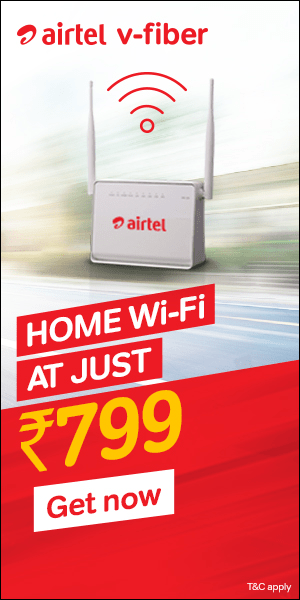 airtel v-fiber
airtel
HOME Wi-Fi
AT JUST
₹799
Get now
T&C apply